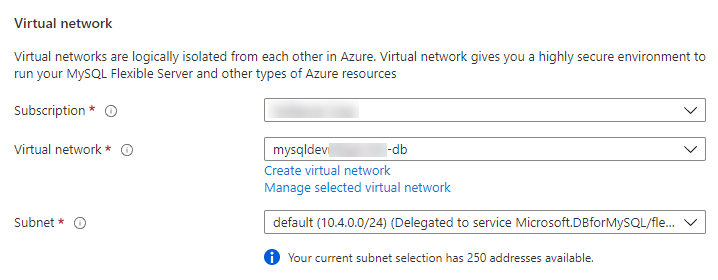 Virtual network
Virtual networks are logically isolated from each other in Azure. Virtual network gives you a highly secure environment to
run your MySQL Flexible Server and other types of Azure resources
Subscription *
Virtual network *
mysqldev -db
Create virtual network
Manage selected virtual network
Subnet *
default (10.4.0.0/24) (Delegated to service Microsoft.DBforMySQL/fle...
Your current subnet selection has 250 addresses available.